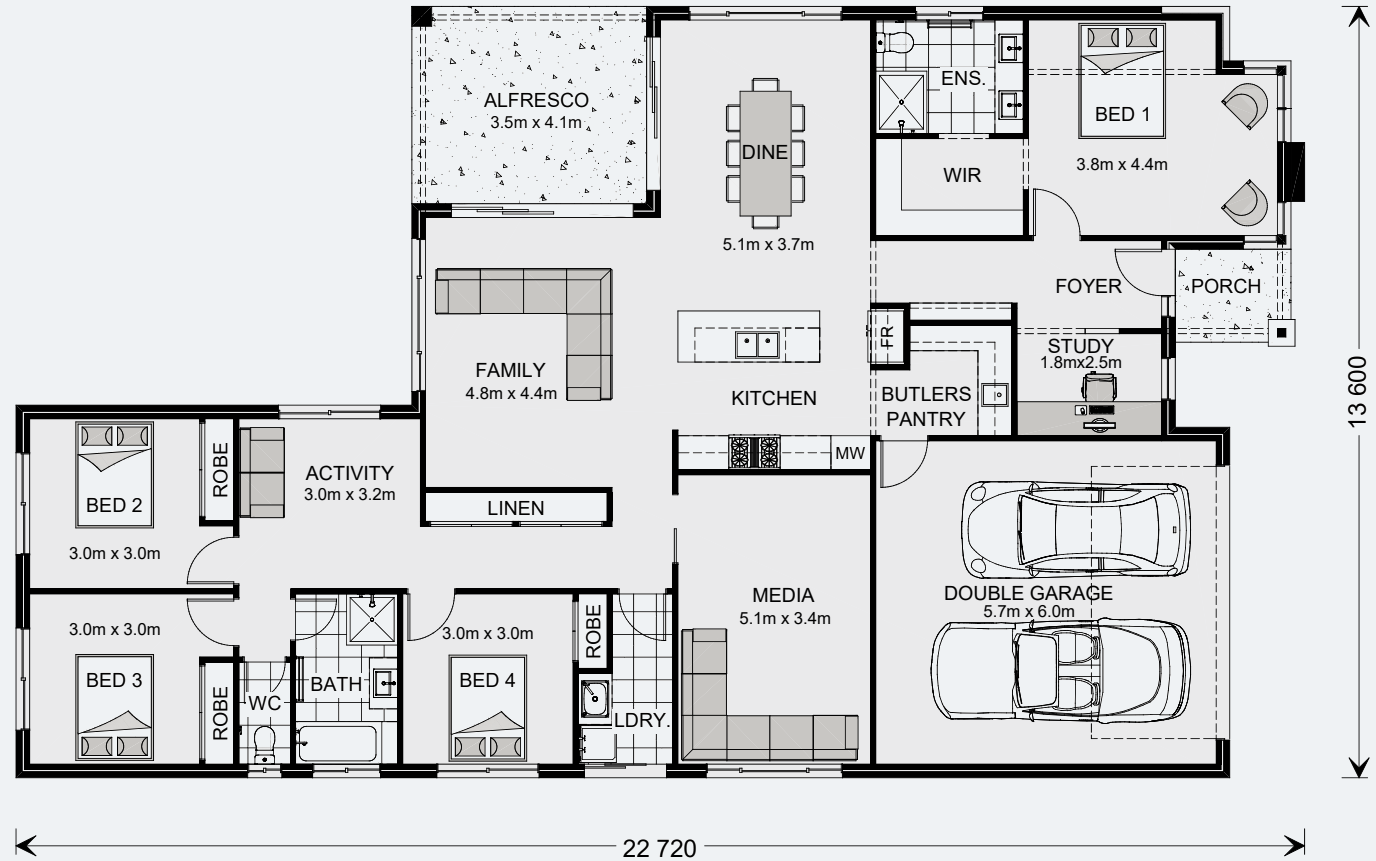 ALFRESCO
3.5m x 4.1m
DINE
5.1m x 3.7m
ENS.
WIR
BED 1
3.8m x 4.4m
FOYER
PORCH
FAMILY
4.8m x 4.4m
KITCHEN
FR
BUTLERS
PANTRY
STUDY
1.8mx2.5m
MW
BED 2
3.0m x 3.0m
ROBE
ACTIVITY
3.0m x 3.2m
LINEN
3.0m x 3.0m
BED 3
ROBE
WC
BATH
3.0m x 3.0m
BED 4
ROBE
LDRY.
MEDIA
5.1m x 3.4m
DOUBLE GARAGE
5.7m x 6.0m
13 600
22 720